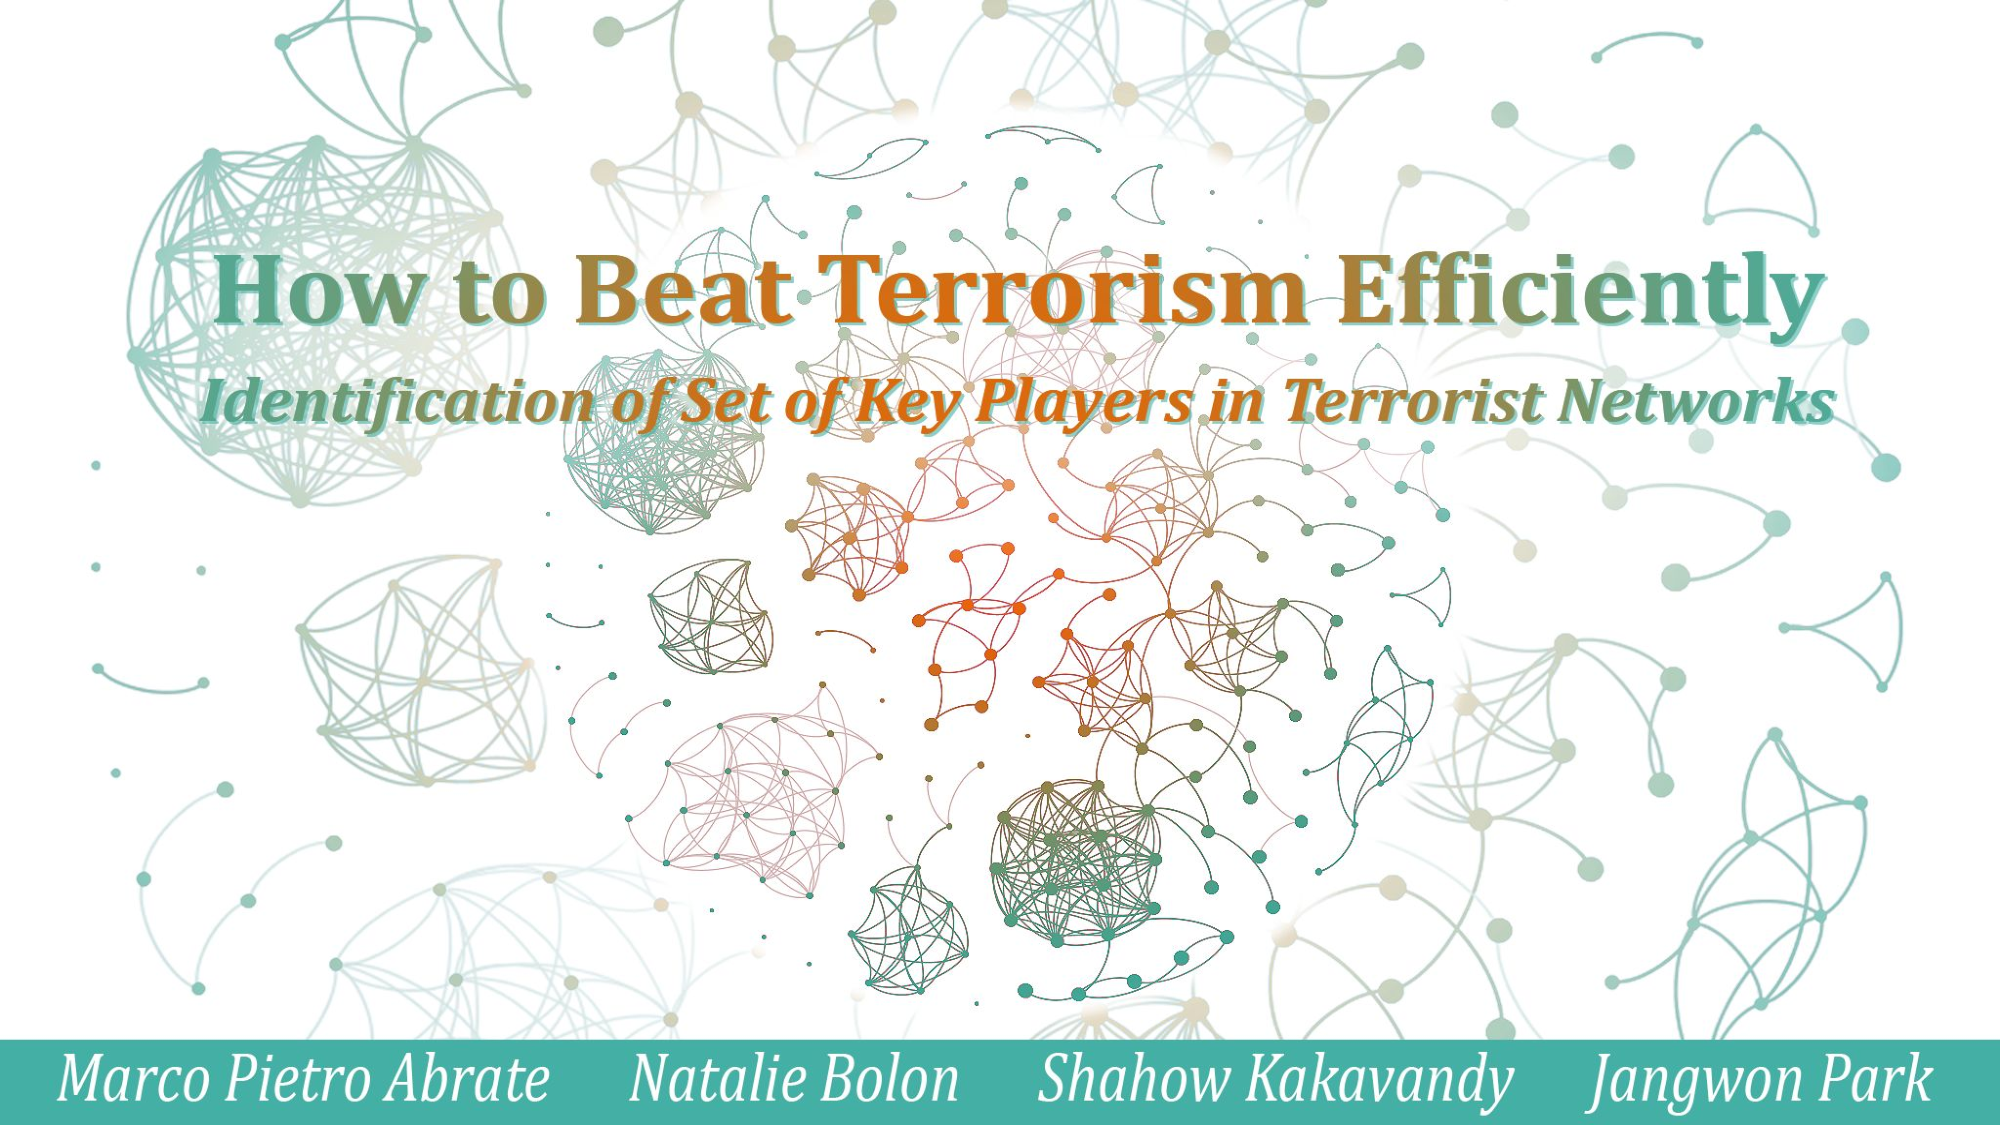 How to Beat Terrorism Efficiently
Identification of Set of Key Players in Terrorist Networks
Marco Pietro Abrate Natalie Bolon Shahow Kakavandy Jangwon Park